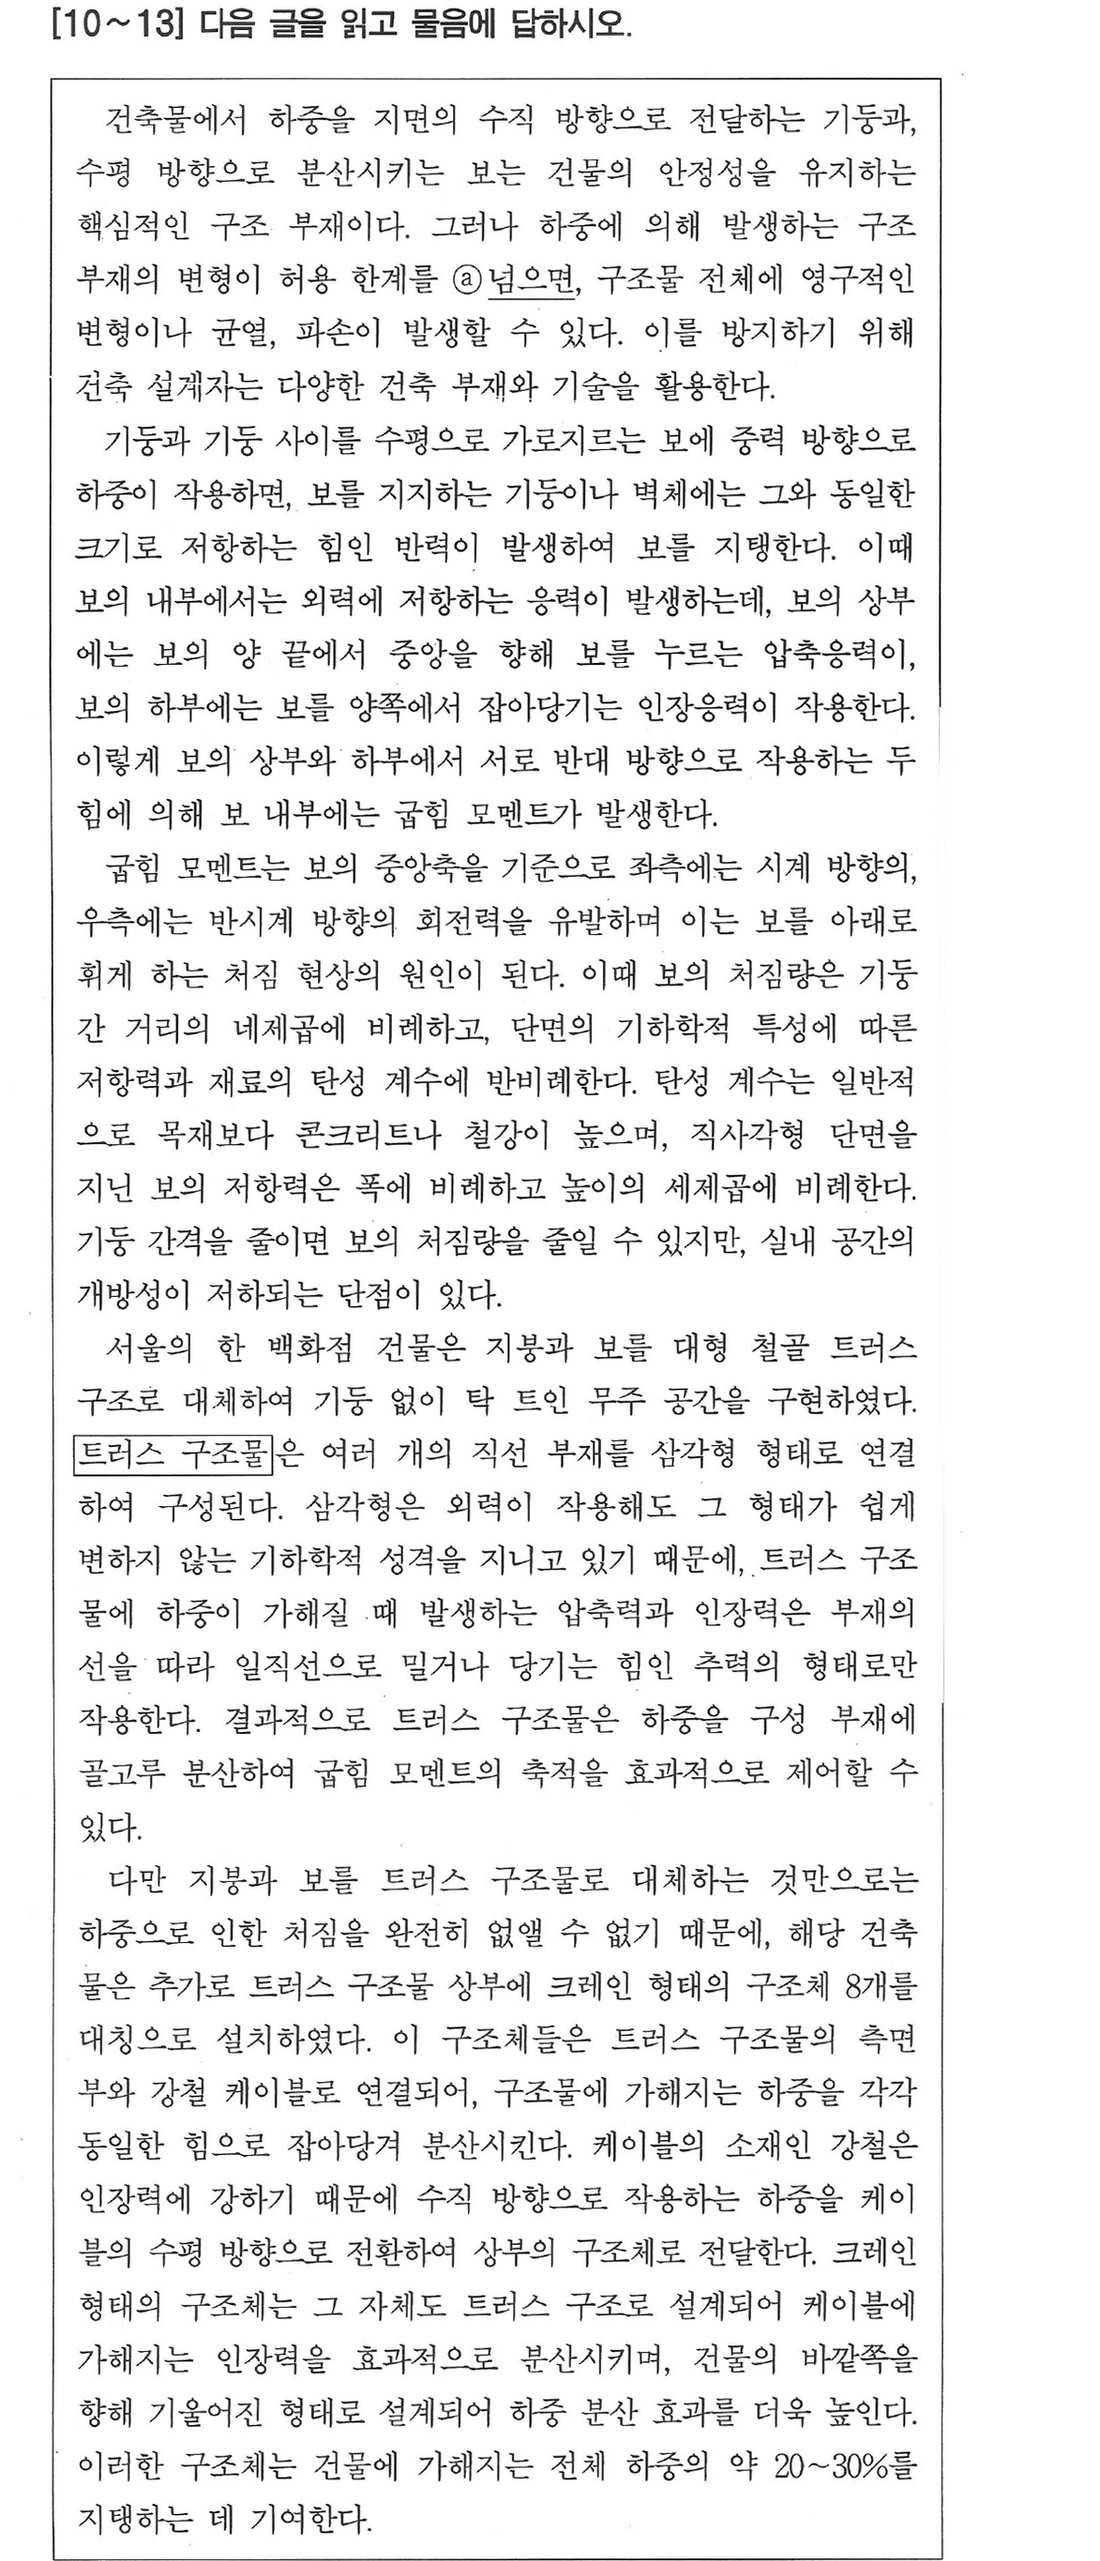 [10~13] 다음 글을 읽고 물음에 답하시오.
건축물에서 하중을 지면의 수직 방향으로 전달하는 기둥과,
수평 방향으로 분산시키는 보는 건물의 안정성을 유지하는
핵심적인 구조 부재이다. 그러나 하중에 의해 발생하는 구조
부재의 변형이 허용 한계를 ⓐ넘으면, 구조물 전체에 영구적인
변형이나 균열, 파손이 발생할 수 있다. 이를 방지하기 위해
건축 설계자는 다양한 건축 부재와 기술을 활용한다.
기둥과 기둥 사이를 수평으로 가로지르는 보에 중력 방향으로
하중이 작용하면, 보를 지지하는 기둥이나 벽체에는 그와 동일한
크기로 저항하는 힘인 반력이 발생하여 보를 지탱한다. 이때
보의 내부에서는 외력에 저항하는 응력이 발생하는데, 보의 상부
에는 보의 양 끝에서 중앙을 향해 보를 누르는 압축응력이,
보의 하부에는 보를 양쪽에서 잡아당기는 인장응력이 작용한다.
이렇게 보의 상부와 하부에서 서로 반대 방향으로 작용하는 두
힘에 의해 보 내부에는 굽힘 모멘트가 발생한다.
굽힘 모멘트는 보의 중앙축을 기준으로 좌측에는 시계 방향의,
우측에는 반시계 방향의 회전력을 유발하며 이는 보를 아래로
휘게 하는 처짐 현상의 원인이 된다. 이때 보의 처짐량은 기둥
간 거리의 네제곱에 비례하고, 단면의 기하학적 특성에 따른
저항력과 재료의 탄성 계수에 반비례한다. 탄성 계수는 일반적
으로 목재보다 콘크리트나 철강이 높으며, 직사각형 단면을
지닌 보의 저항력은 폭에 비례하고 높이의 세제곱에 비례한다.
기둥 간격을 줄이면 보의 처짐량을 줄일 수 있지만, 실내 공간의
개방성이 저하되는 단점이 있다.
서울의 한 백화점 건물은 지붕과 보를 대형 철골 트러스
구조로 대체하여 기둥 없이 탁 트인 무주 공간을 구현하였다.
트러스 구조물은 여러 개의 직선 부재를 삼각형 형태로 연결
하여 구성된다. 삼각형은 외력이 작용해도 그 형태가 쉽게
변하지 않는 기하학적 성격을 지니고 있기 때문에, 트러스 구조
물에 하중이 가해질 때 발생하는 압축력과 인장력은 부재의
선을 따라 일직선으로 밀거나 당기는 힘인 추력의 형태로만
작용한다. 결과적으로 트러스 구조물은 하중을 구성 부재에
골고루 분산하여 굽힘 모멘트의 축적을 효과적으로 제어할 수
있다.
다만 지붕과 보를 트러스 구조물로 대체하는 것만으로는
하중으로 인한 처짐을 완전히 없앨 수 없기 때문에, 해당 건축
물은 추가로 트러스 구조물 상부에 크레인 형태의 구조체 8개를
대칭으로 설치하였다. 이 구조체들은 트러스 구조물의 측면
부와 강철 케이블로 연결되어, 구조물에 가해지는 하중을 각각
동일한 힘으로 잡아당겨 분산시킨다. 케이블의 소재인 강철은
인장력에 강하기 때문에 수직 방향으로 작용하는 하중을 케이
블의 수평 방향으로 전환하여 상부의 구조체로 전달한다. 크레인
형태의 구조체는 그 자체도 트러스 구조로 설계되어 케이블에
가해지는 인장력을 효과적으로 분산시키며, 건물의 바깥쪽을
향해 기울어진 형태로 설계되어 하중 분산 효과를 더욱 높인다.
이러한 구조체는 건물에 가해지는 전체 하중의 약 20~30%를
지탱하는 데 기여한다.